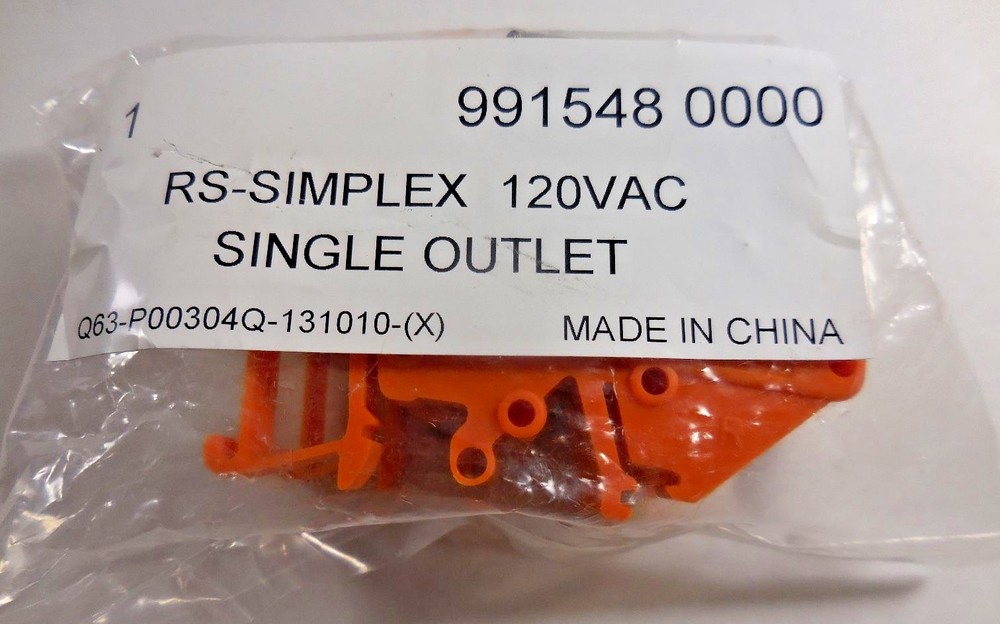 1 991548 0000
RS-SIMPLEX 120VAC
SINGLE OUTLET
Q63-P00304Q-131010-(X) MADE IN CHINA